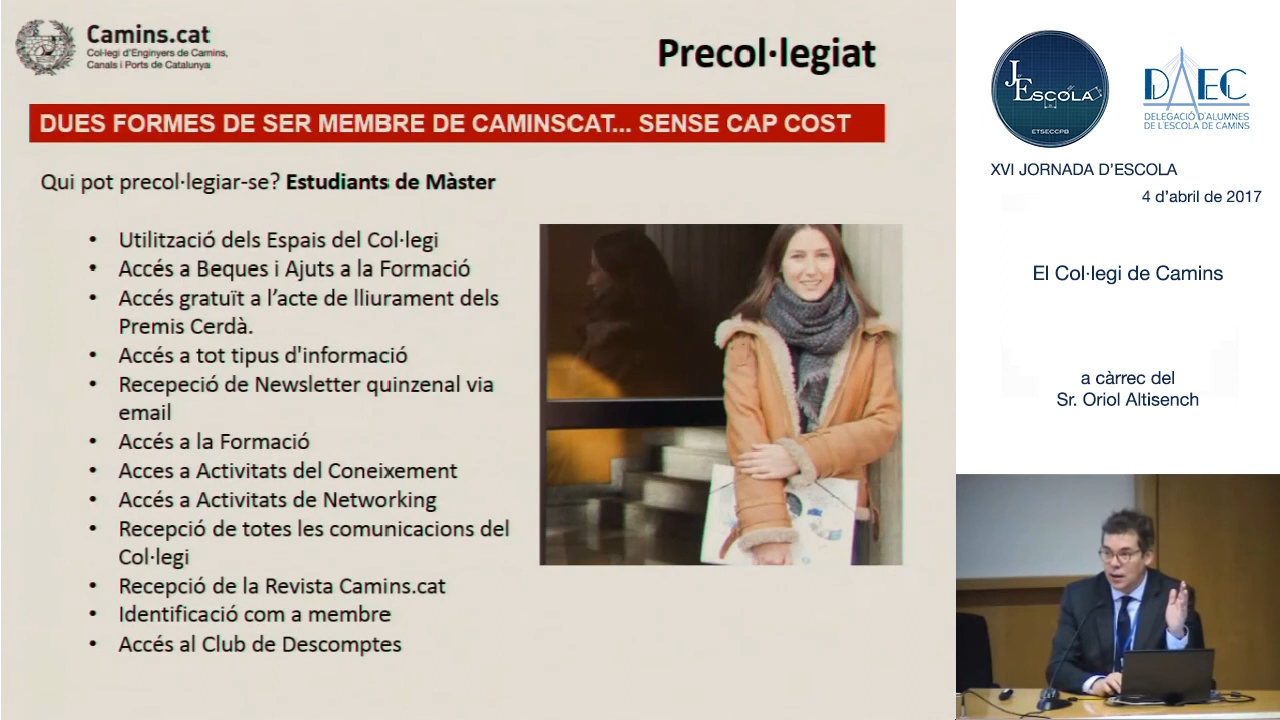 Camins.cat
Col·legi d'Enginyers de Camins,
Canals i Ports de Catalunya
Precol·legiat
DUES FORMES DE SER MEMBRE DE CAMINSCAT... SENSE CAP COST
Qui pot precol·legiar-se? Estudiants de Màster
• Utilització dels Espais del Col·legi
• Accés a Beques i Ajuts a la Formació
• Accés gratuït a l'acte de lliurament dels
Premis Cerdà.
• Accés a tot tipus d'informació
• Recepeció de Newsletter quinzenal via
email
• Accés a la Formació
• Acces a Activitats del Coneixement
• Accés a Activitats de Networking
• Recepció de totes les comunicacions del
Col·legi
• Recepció de la Revista Camins.cat
• Identificació com a membre
• Accés al Club de Descomptes
JESCOLA
ETSECCPB
DAEC
DELEGACIÓ D'ALUMNES
DE L'ESCOLA DE CAMINS
XVI JORNADA D'ESCOLA
4 d'abril de 2017
El Col·legi de Camins
a càrrec del
Sr. Oriol Altisench